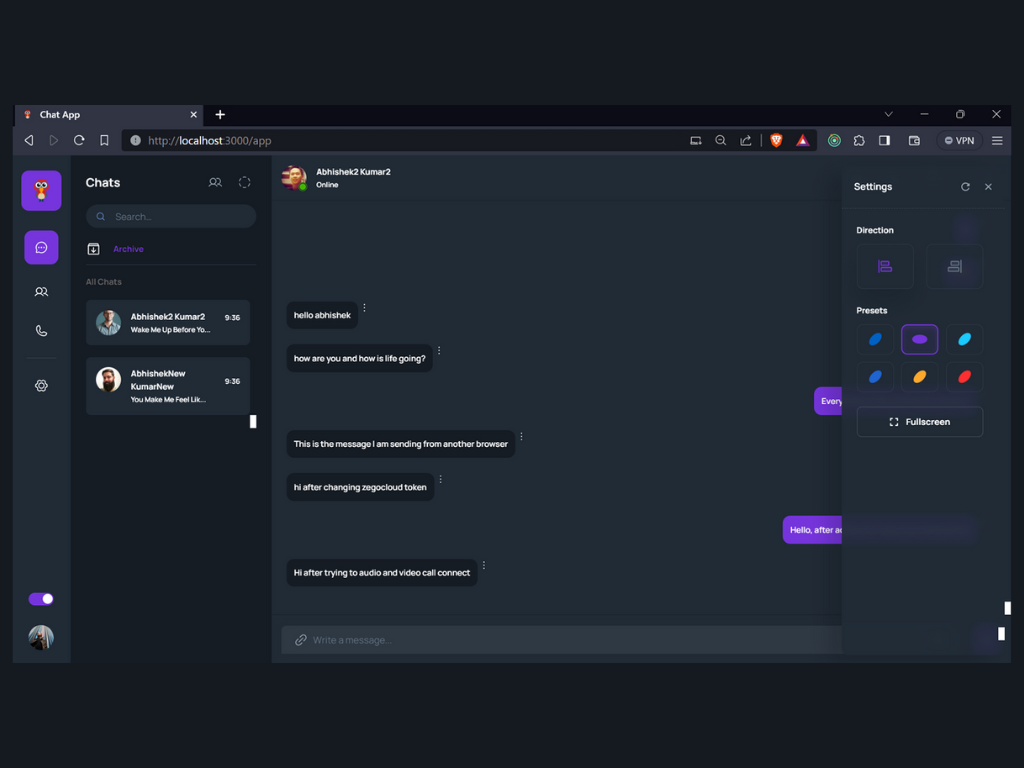 Chat App
http://localhost:3000/app
VPN
Chats
Search...
Archive
All Chats
Abhishek2 Kumar2
9:36
Wake Me Up Before Yo...
AbhishekNew
KumarNew
9:36
You Make Me Feel Lik...
Abhishek2 Kumar2
Online
hello abhishek
how are you and how is life going?
Every
This is the message I am sending from another browser
hi after changing zegocloud token
Hello, after
Hi after trying to audio and video call connect
Write a message...
Settings
Direction
Presets
Fullscreen